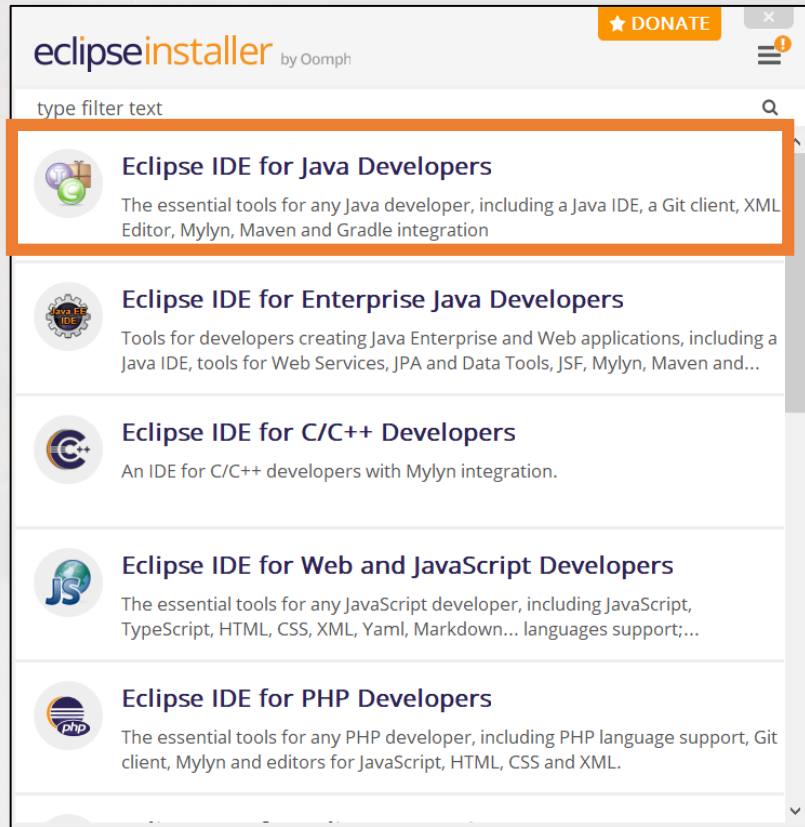 ★ DONATE
eclipseinstaller by Oomph
type filter text
Eclipse IDE for Java Developers
The essential tools for any Java developer, including a Java IDE, a Git client, XML
Editor, Mylyn, Maven and Gradle integration
Java EE
IDE
Eclipse IDE for Enterprise Java Developers
Tools for developers creating Java Enterprise and Web applications, including a
Java IDE, tools for Web Services, JPA and Data Tools, JSF, Mylyn, Maven and...
C++
Eclipse IDE for C/C++ Developers
An IDE for C/C++ developers with Mylyn integration.
JS
Eclipse IDE for Web and JavaScript Developers
The essential tools for any JavaScript developer, including JavaScript,
TypeScript, HTML, CSS, XML, Yaml, Markdown... languages support;...
php
Eclipse IDE for PHP Developers
The essential tools for any PHP developer, including PHP language support, Git
client, Mylyn and editors for JavaScript, HTML, CSS and XML.